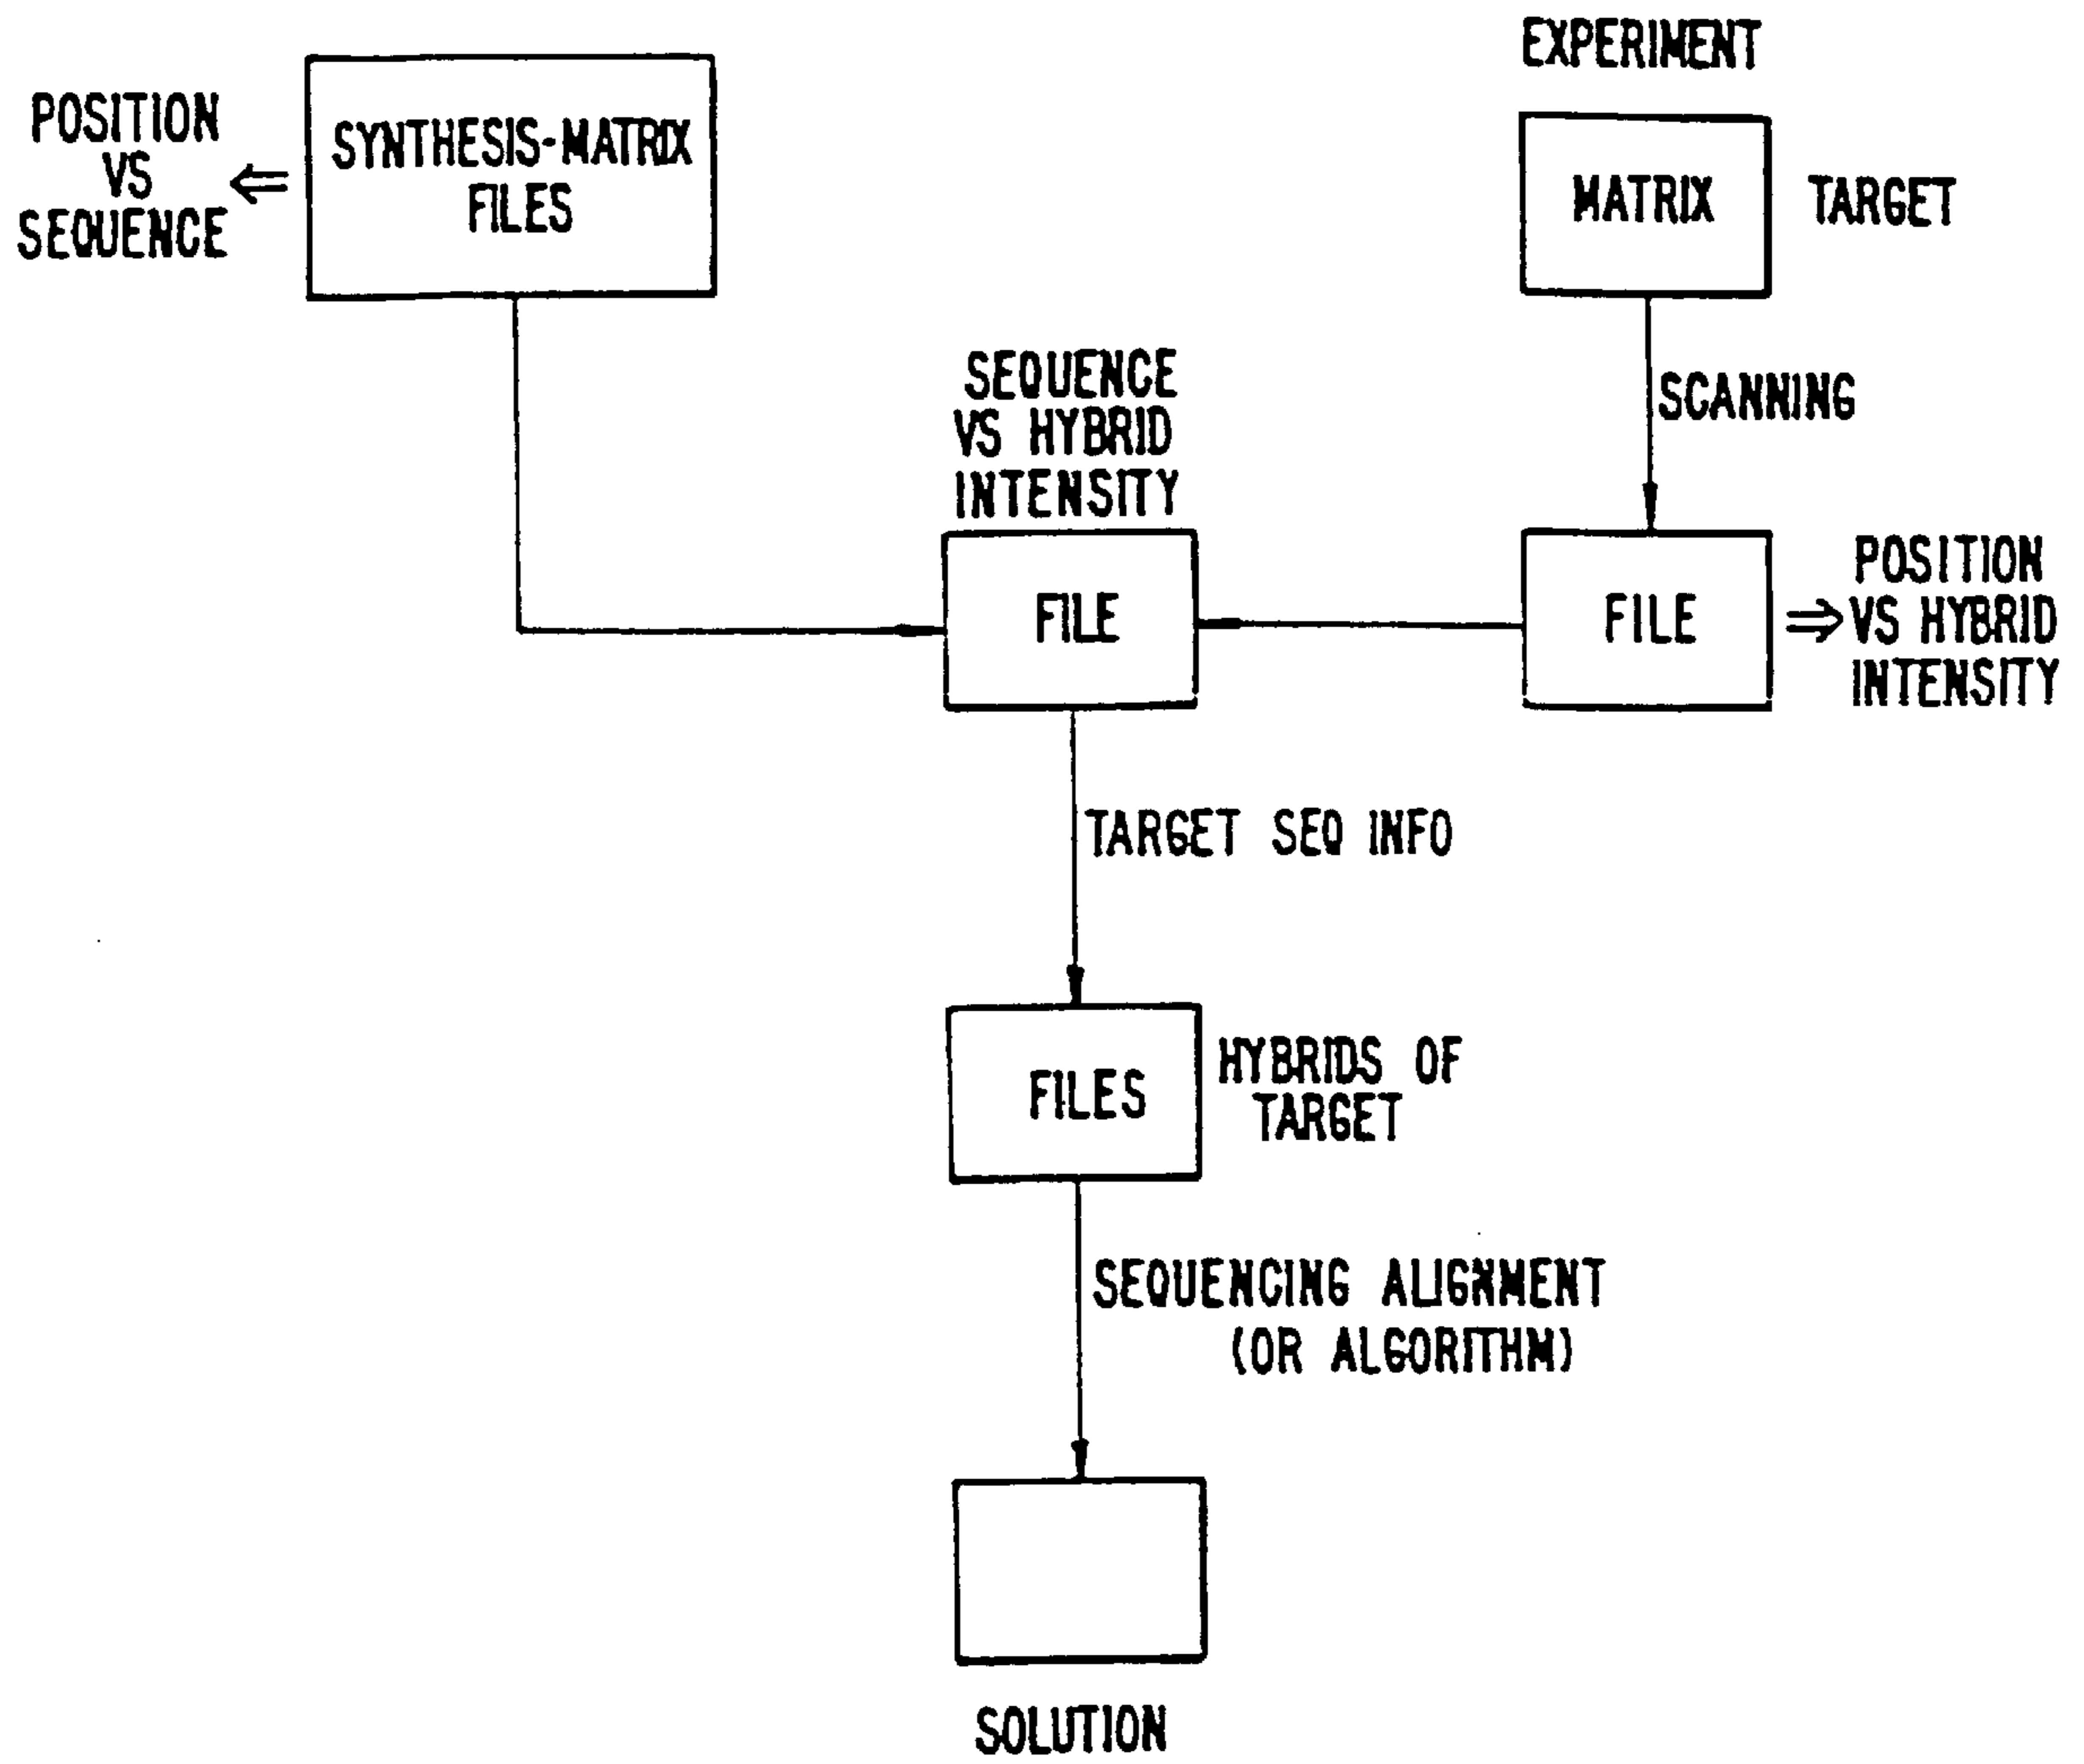 EXPERIMENT
POSITION
VS
SEQUENCE
SYNTHESIS-MATRIX
FILES
MATRIX
TARGET
SCANNING
SEQUENCE
VS HYBRID
INTENSITY
FILE
FILE
POSITION
VS HYBRID
INTENSITY
TARGET SEQ INFO
FILES
HYBRIDS OF
TARGET
SEQUENCING ALIGNMENT
(OR ALGORITHM)
SOLUTION